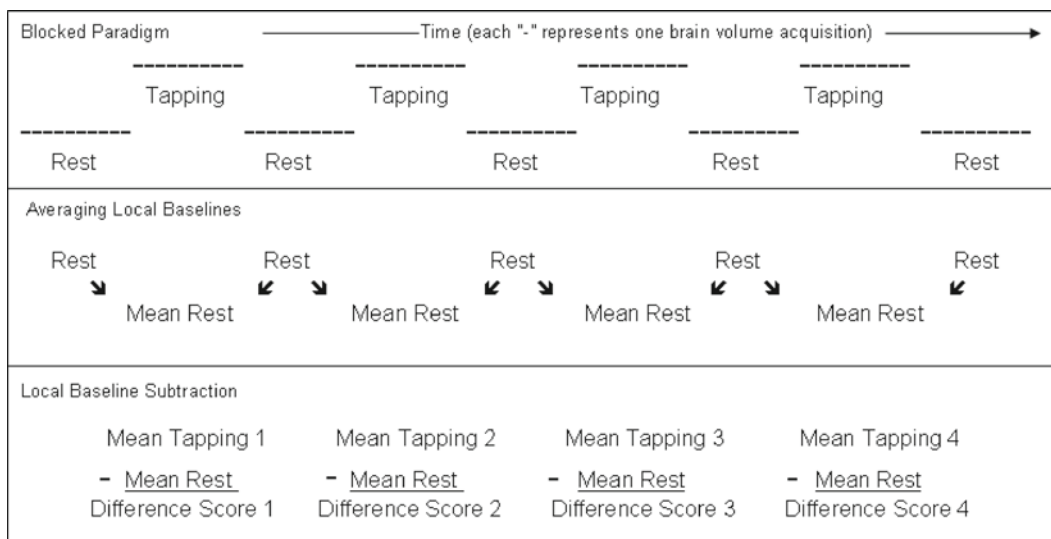 Blocked Paradigm Time (each "-" represents one brain volume acquisition)
---------- ---------- ---------- ----------
Tapping Tapping Tapping Tapping
---------- ---------- ---------- ---------- ----------
Rest Rest Rest Rest Rest
Averaging Local Baselines
Rest Rest Rest Rest Rest
Mean Rest Mean Rest Mean Rest Mean Rest
Local Baseline Subtraction
Mean Tapping 1 Mean Tapping 2 Mean Tapping 3 Mean Tapping 4
- Mean Rest - Mean Rest - Mean Rest - Mean Rest
Difference Score 1 Difference Score 2 Difference Score 3 Difference Score 4